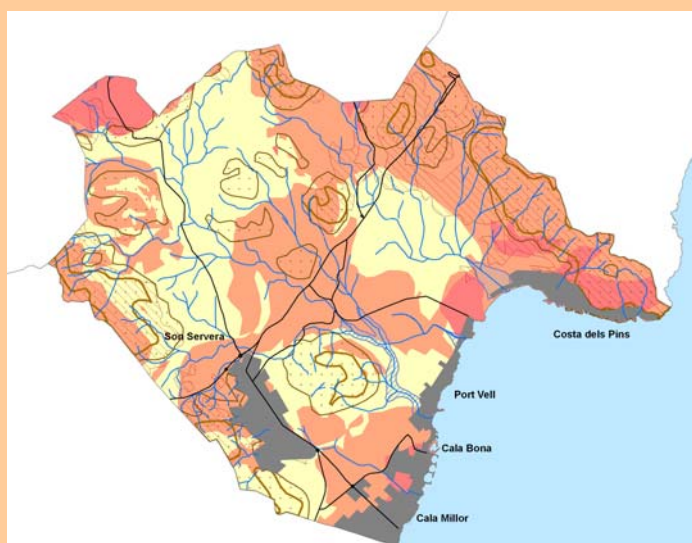 Son Servera
Costa dels Pins
Port Vell
Cala Bona
Cala Millor